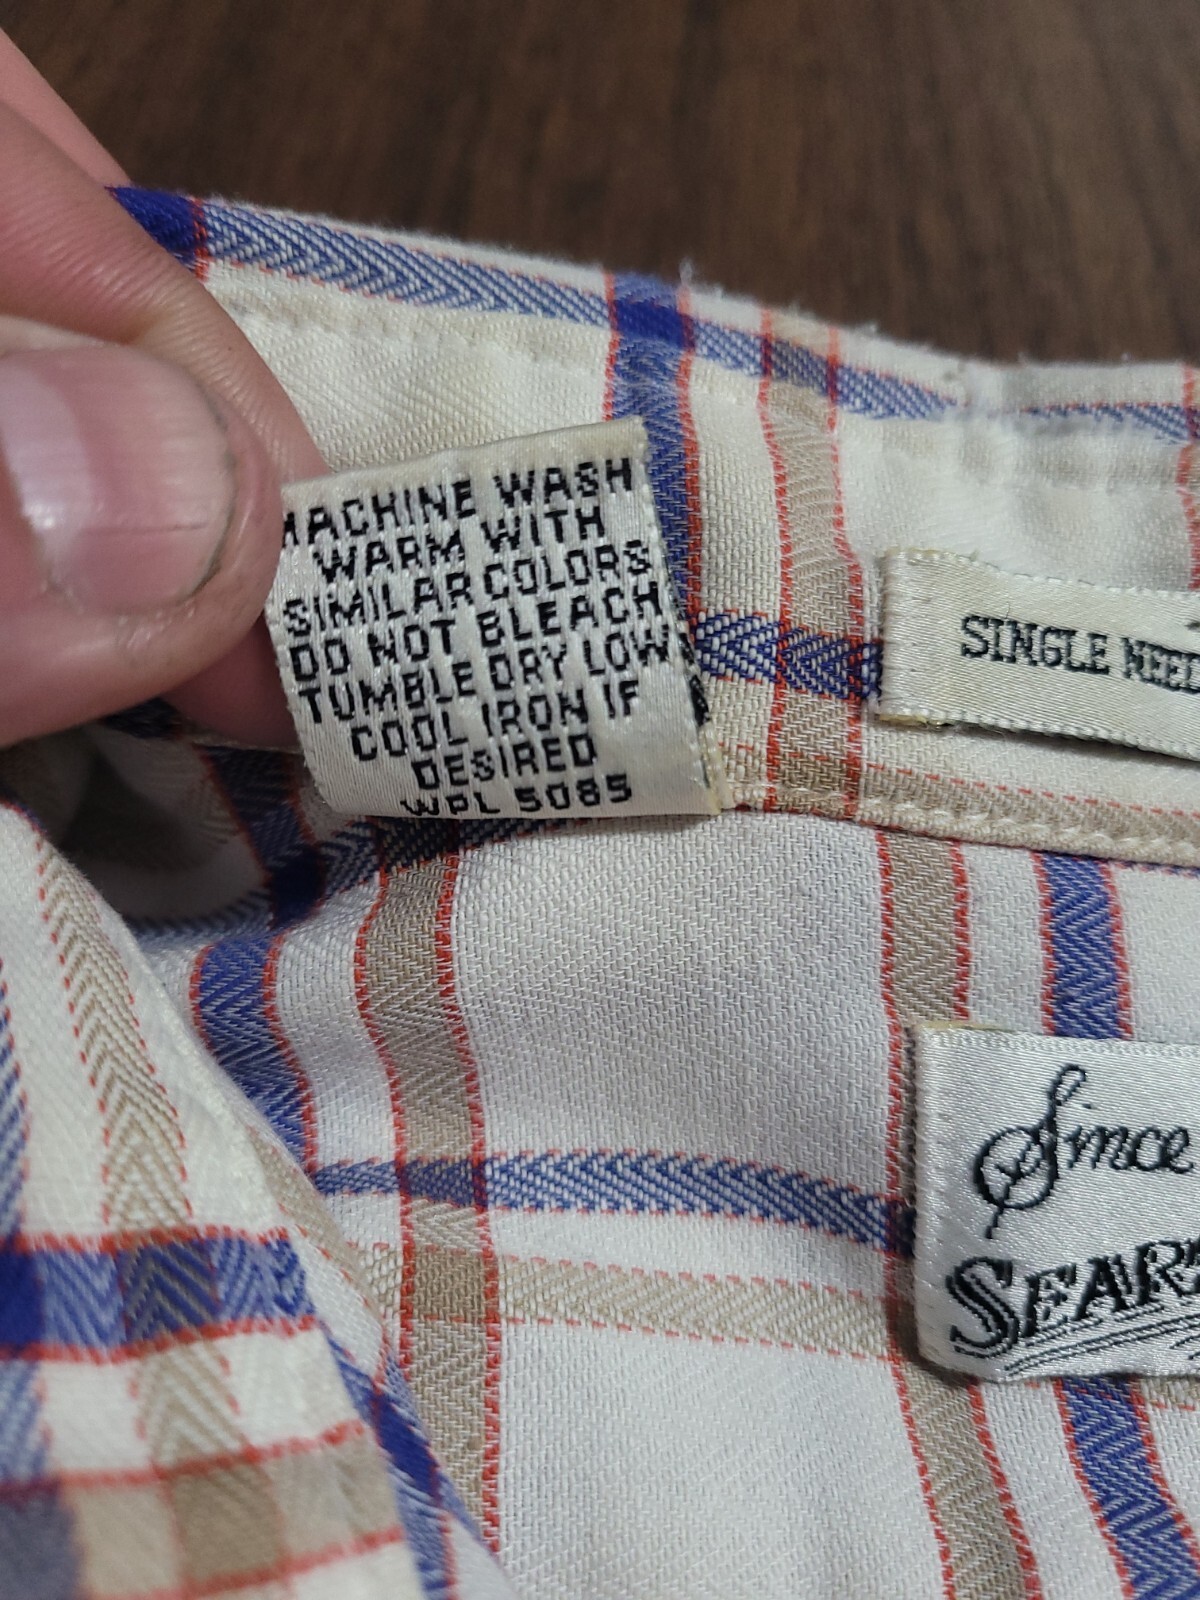 MACHINE WASH
WARM WITH
SIMILAR COLORS
DO NOT BLEACH
TUMBLE DRY LOW
COOL IRON IF
DESIRED
WPL 5085
SINGLE NEED
Since
SEAR